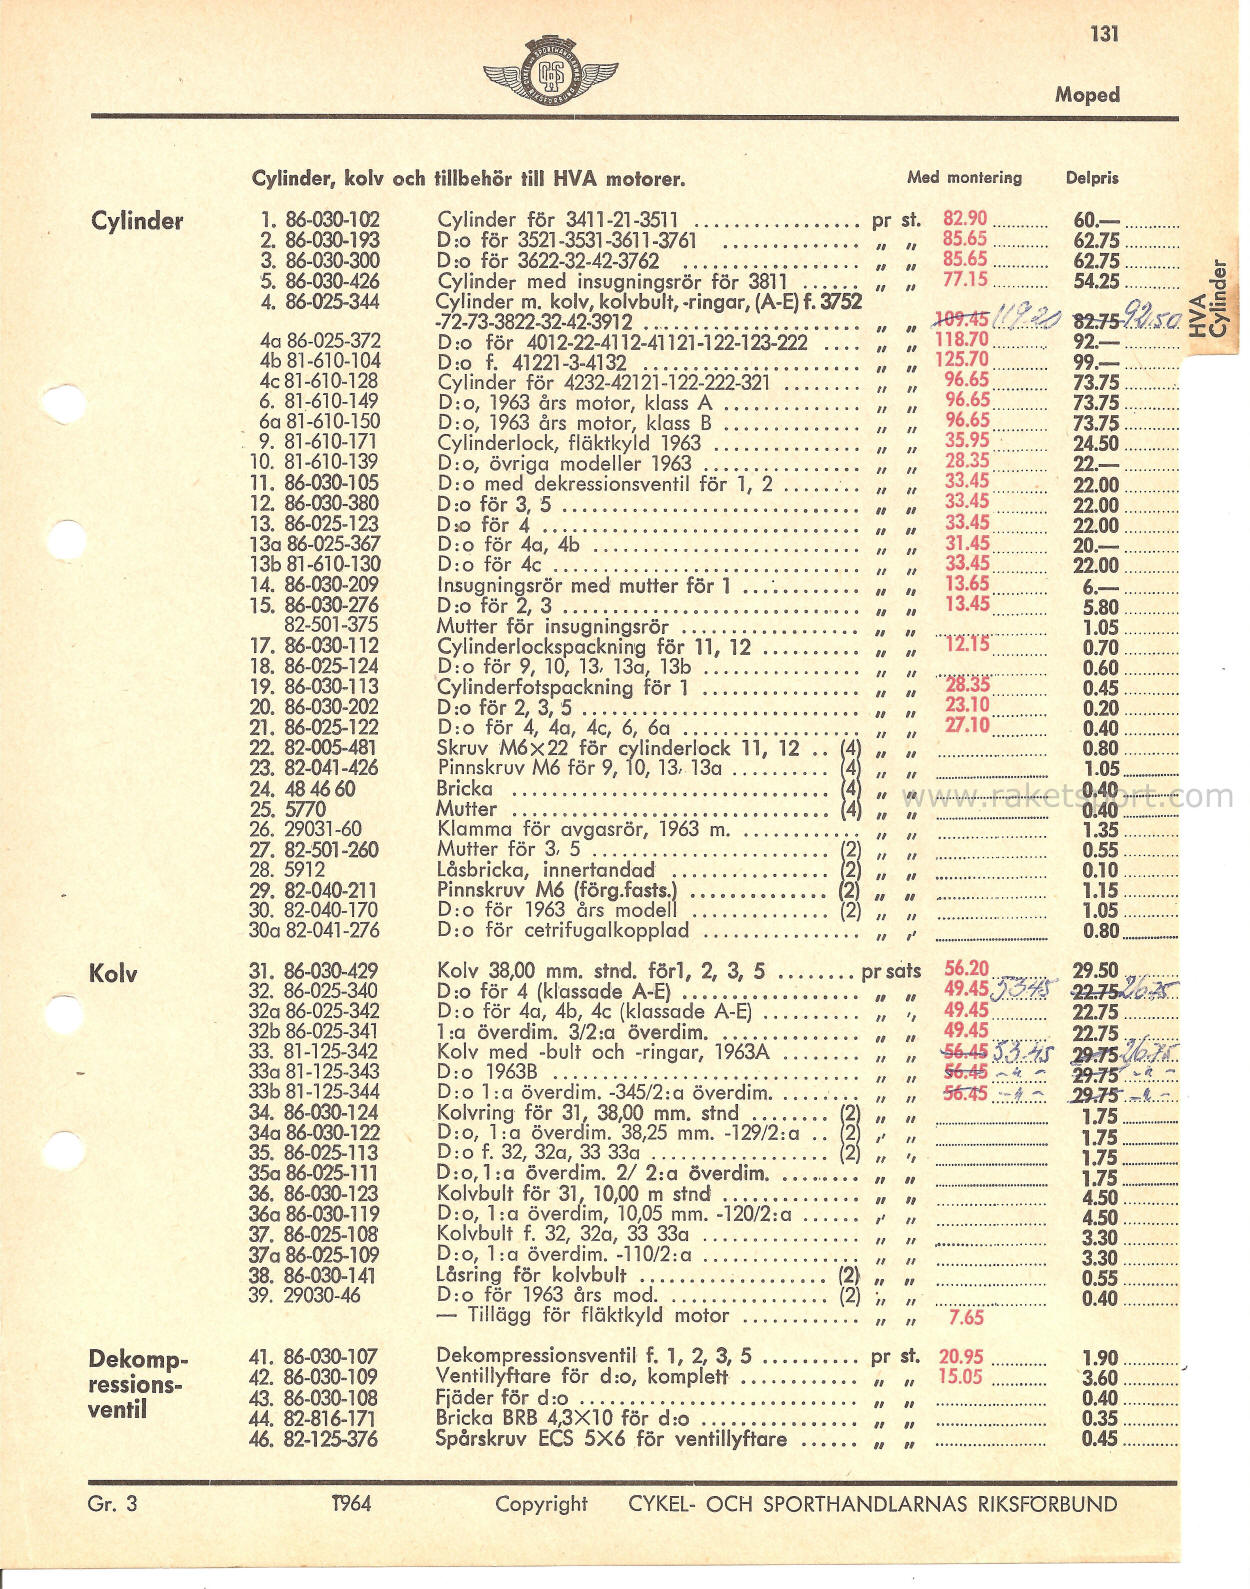 131
Moped
Cylinder, kolv och tillbehör till HVA motorer. Med montering Delpris
HVA
Cylinder
Cylinder 1. 86-030-102 Cylinder för 3411-21-3511 ................. pr st. 82.90 60.—
2. 86-030-193 D:o för 3521-3531-3611-3761 ............. „ „ 85.65 62.75
3. 86-030-300 D:o för 3622-32-42-3762 ................. „ „ 85.65 62.75
5. 86-030-426 Cylinder med insugningsrör för 3811 ...... „ „ 77.15 54.25
4. 86-025-344 Cylinder m. kolv, kolvbult, -ringar, (A-E) f. 3752
-72-73-3822-32-42-3912 ..................... „ „ 109.45 119.20 82.75 92.50
4a 86-025-372 D:o för 4012-22-4112-41121-122-123-222 .... „ „ 118.70 92.—
4b 81-610-104 D:o f. 41221-3-4132 ..................... „ „ 125.70 99.—
4c 81-610-128 Cylinder för 4232-42121-122-222-321 ........ „ „ 96.65 73.75
6. 81-610-149 D:o, 1963 års motor, klass A .............. „ „ 96.65 73.75
6a 81-610-150 D:o, 1963 års motor, klass B .............. „ „ 96.65 73.75
9. 81-610-171 Cylinderlock, fläktkyld 1963 ............... „ „ 35.95 24.50
10. 81-610-139 D:o, övriga modeller 1963 ................ „ „ 28.35 22.—
11. 86-030-105 D:o med dekressionsventil för 1, 2 ........ „ „ 33.45 22.00
12. 86-030-380 D:o för 3, 5 .............................. „ „ 33.45 22.00
13. 86-025-123 D:o för 4 ................................ „ „ 33.45 22.00
13a 86-025-367 D:o för 4a, 4b ........................... „ „ 31.45 20.—
13b 81-610-130 D:o för 4c ............................... „ „ 33.45 22.00
14. 86-030-209 Insugningsrör med mutter för 1 ............ „ „ 13.65 6.—
15. 86-030-276 D:o för 2, 3 .............................. „ „ 13.45 5.80
82-501-375 Mutter för insugningsrör .................. „ „ 1.05
17. 86-030-112 Cylinderlockspackning för 11, 12 .......... „ „ 12.15 0.70
18. 86-025-124 D:o för 9, 10, 13, 13a, 13b ................ „ „ 0.60
19. 86-030-113 Cylinderfotspackning för 1 ................ „ „ 28.35 0.45
20. 86-030-202 D:o för 2, 3, 5 ............................ „ „ 23.10 0.20
21. 86-025-122 D:o för 4, 4a, 4c, 6, 6a .................. „ „ 27.10 0.40
22. 82-005-481 Skruv M6×22 för cylinderlock 11, 12 .. (4) „ „ 0.80
23. 82-041-426 Pinnskruv M6 för 9, 10, 13, 13a .......... (4) „ „ 1.05
24. 48 46 60 Bricka ................................ (4) „ „ 0.40
www.raketsport.com
25. 5770 Mutter ................................ (4) „ „ 0.40
26. 29031-60 Klamma för avgasrör, 1963 m. ............ „ „ 1.35
27. 82-501-260 Mutter för 3, 5 ........................ (2) „ „ 0.55
28. 5912 Låsbricka, innertandad ................ (2) „ „ 0.10
29. 82-040-211 Pinnskruv M6 (förg.fasts.) .............. (2) „ „ 1.15
30. 82-040-170 D:o för 1963 års modell .............. (2) „ „ 1.05
30a 82-041-276 D:o för cetrifugalkopplad ................ „ „ 0.80
Kolv 31. 86-030-429 Kolv 38,00 mm. stnd. för1, 2, 3, 5 ........ pr sats 56.20 29.50
32. 86-025-340 D:o för 4 (klassade A-E) .................. „ „ 49.45 53.45 22.75 26.75
32a 86-025-342 D:o för 4a, 4b, 4c (klassade A-E) .......... „ „ 49.45 22.75
32b 86-025-341 1:a överdim. 3/2:a överdim. ............... „ „ 49.45 22.75
33. 81-125-342 Kolv med -bult och -ringar, 1963A ........ „ „ 56.45 53.45 29.75 26.75
33a 81-125-343 D:o 1963B ................................ „ „ 56.45 -"- 29.75 -"-
33b 81-125-344 D:o 1:a överdim. -345/2:a överdim. ........ „ „ 56.45 -"- 29.75 -"-
34. 86-030-124 Kolvring för 31, 38,00 mm. stnd ........ (2) „ „ 1.75
34a 86-030-122 D:o, 1:a överdim. 38,25 mm. -129/2:a .. (2) „ „ 1.75
35. 86-025-113 D:o f. 32, 32a, 33 33a .................. (2) „ „ 1.75
35a 86-025-111 D:o, 1:a överdim. 2/ 2:a överdim. ........ „ „ 1.75
36. 86-030-123 Kolvbult för 31, 10,00 m stnd .............. „ „ 4.50
36a 86-030-119 D:o, 1:a överdim, 10,05 mm. -120/2:a ...... „ „ 4.50
37. 86-025-108 Kolvbult f. 32, 32a, 33 33a ................ „ „ 3.30
37a 86-025-109 D:o, 1:a överdim. -110/2:a ................ „ „ 3.30
38. 86-030-141 Låsring för kolvbult ................... (2) „ „ 0.55
39. 29030-46 D:o för 1963 års mod. ................. (2) „ „ 0.40
— Tillägg för fläktkyld motor ............ „ „ 7.65
Dekomp-
ressions-
ventil
41. 86-030-107 Dekompressionsventil f. 1, 2, 3, 5 .......... pr st. 20.95 1.90
42. 86-030-109 Ventillyftare för d:o, komplett ............ „ „ 15.05 3.60
43. 86-030-108 Fjäder för d:o ............................ „ „ 0.40
44. 82-816-171 Bricka BRB 4,3×10 för d:o ................ „ „ 0.35
46. 82-125-376 Spårskruv ECS 5×6 för ventillyftare ...... „ „ 0.45
Gr. 3 1964 Copyright CYKEL- OCH SPORTHANDLARNAS RIKSFÖRBUND